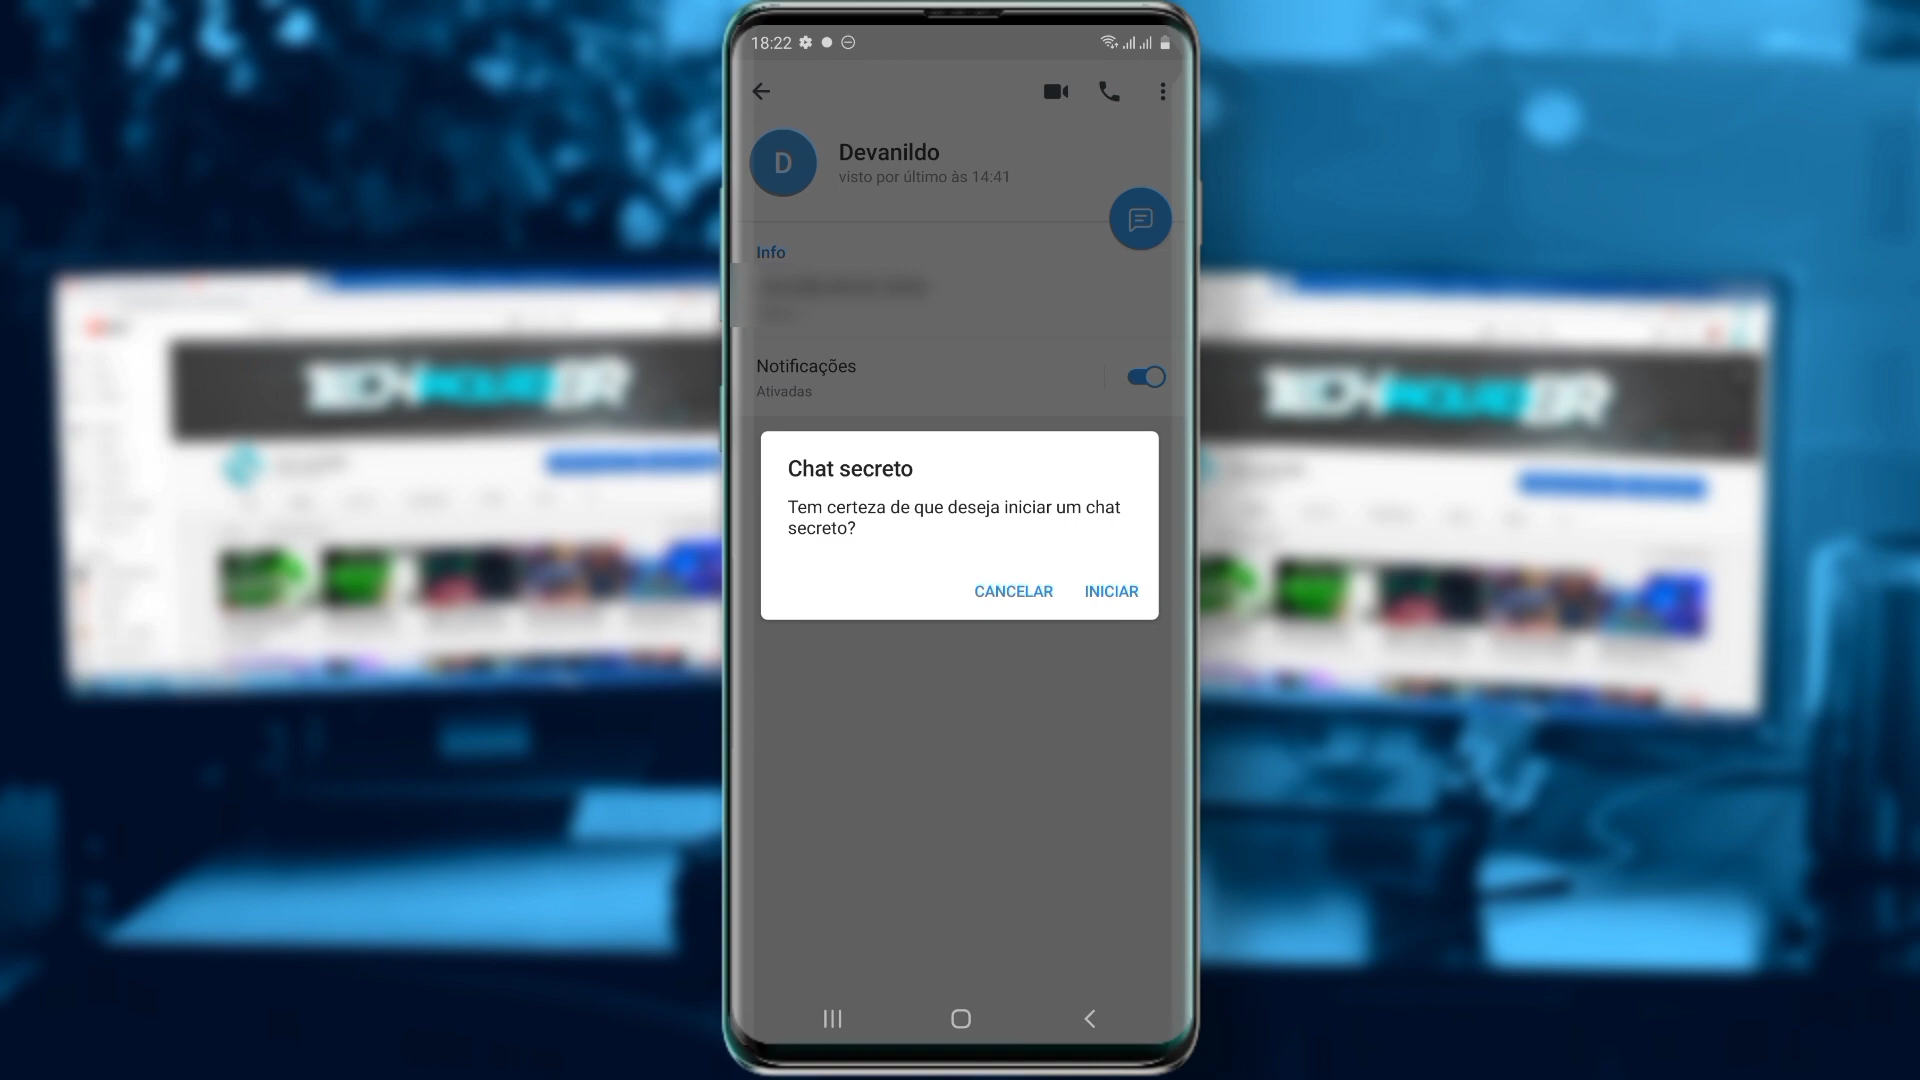 18:22
D
Devanildo
visto por último às 14:41
Info
Notificações
Ativadas
Chat secreto
Tem certeza de que deseja iniciar um chat
secreto?
CANCELAR
INICIAR